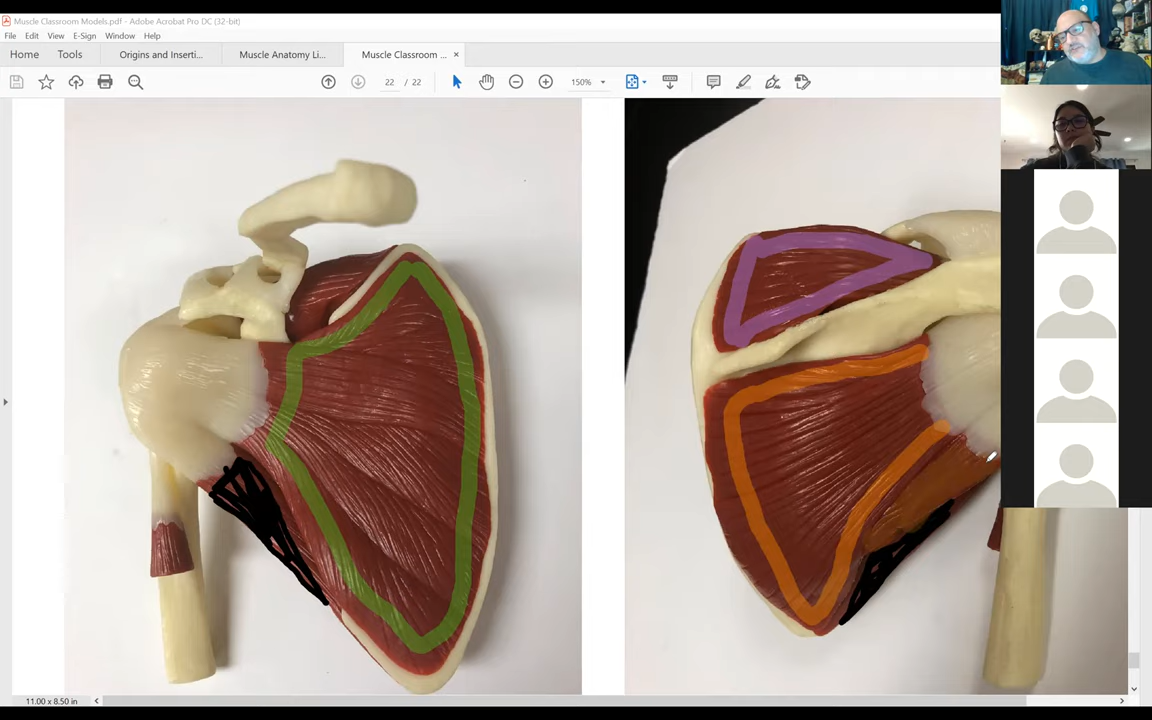 Muscle Classroom Models.pdf - Adobe Acrobat Pro DC (32-bit)
File Edit View E-Sign Window Help
Home Tools Origins and Inserti... Muscle Anatomy Li... Muscle Classroom ... ×
22 / 22 150%
11.00 x 8.50 in